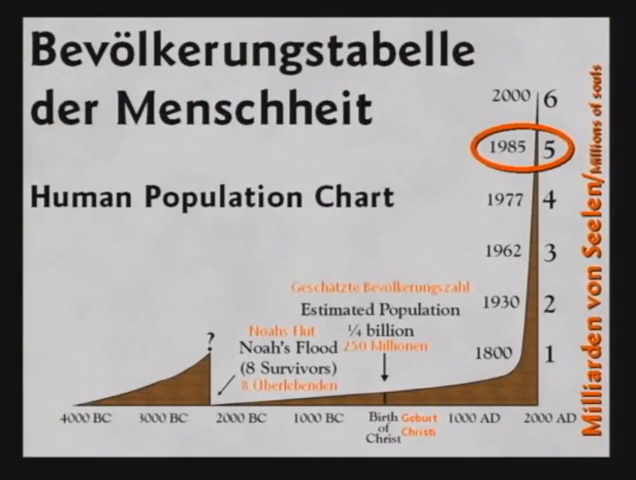 Bevölkerungstabelle
der Menschheit
Human Population Chart
2000 6
1985 5
1977 4
1962 3
1930 2
1800 1
Milliarden von Seelen/Millions of souls
Geschätzte Bevölkerungszahl
Estimated Population
¼ billion
250 Millionen
?
Noahs Flut
Noah's Flood
(8 Survivors)
8 Überlebenden
4000 BC 3000 BC 2000 BC 1000 BC Birth of Christ Geburt Christi 1000 AD 2000 AD